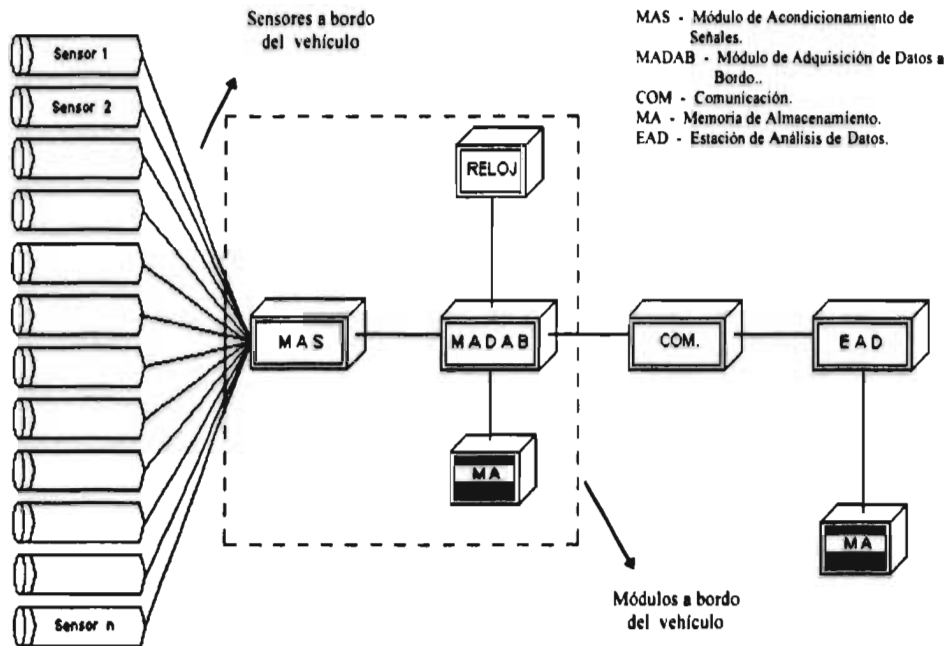 Sensores a bordo
del vehículo
MAS - Módulo de Acondicionamiento de
Señales.
MADAB - Módulo de Adquisición de Datos a
Bordo..
COM - Comunicación.
MA - Memoria de Almacenamiento.
EAD - Estación de Análisis de Datos.
Sensor 1
Sensor 2
RELOJ
MAS
MADAB
COM.
EAD
MA
MA
Sensor n
Módulos a bordo
del vehículo